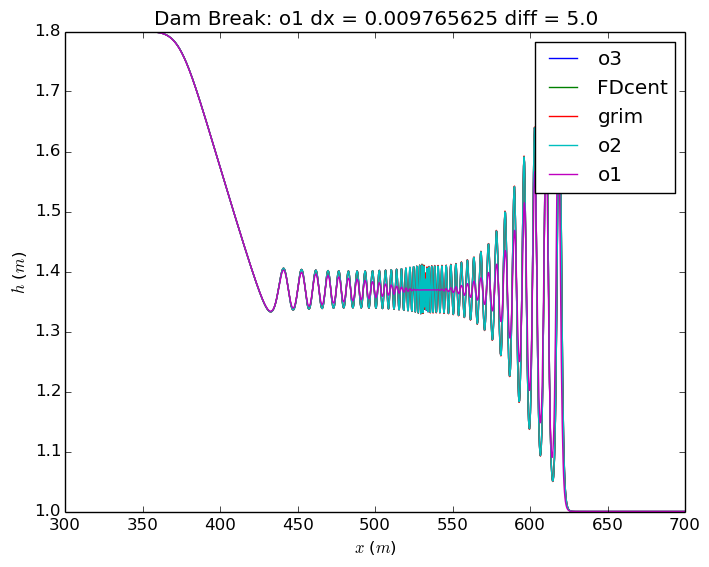 Dam Break: o1 dx = 0.009765625 diff = 5.0
1.8
1.7
1.6
1.5
1.4
1.3
1.2
1.1
1.0
h (m)
o3
FDcent
grim
o2
o1
300 350 400 450 500 550 600 650 700
x (m)